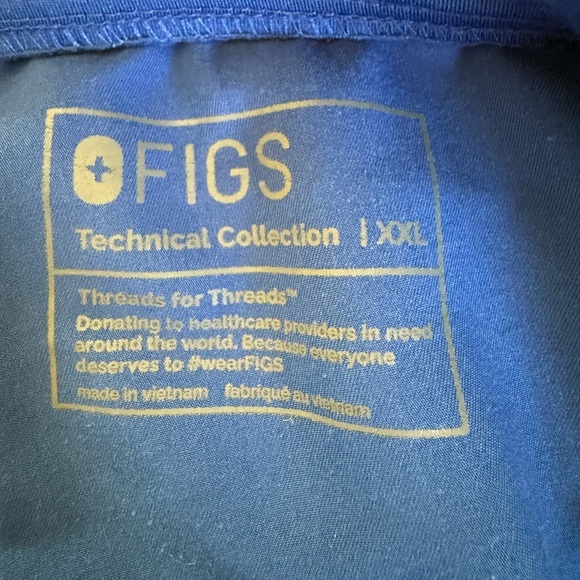 FIGS
Technical Collection | XXL
Threads for Threads™
Donating to healthcare providers in need
around the world. Because everyone
deserves to #wearFIGS
made in vietnam fabriqué au vietnam